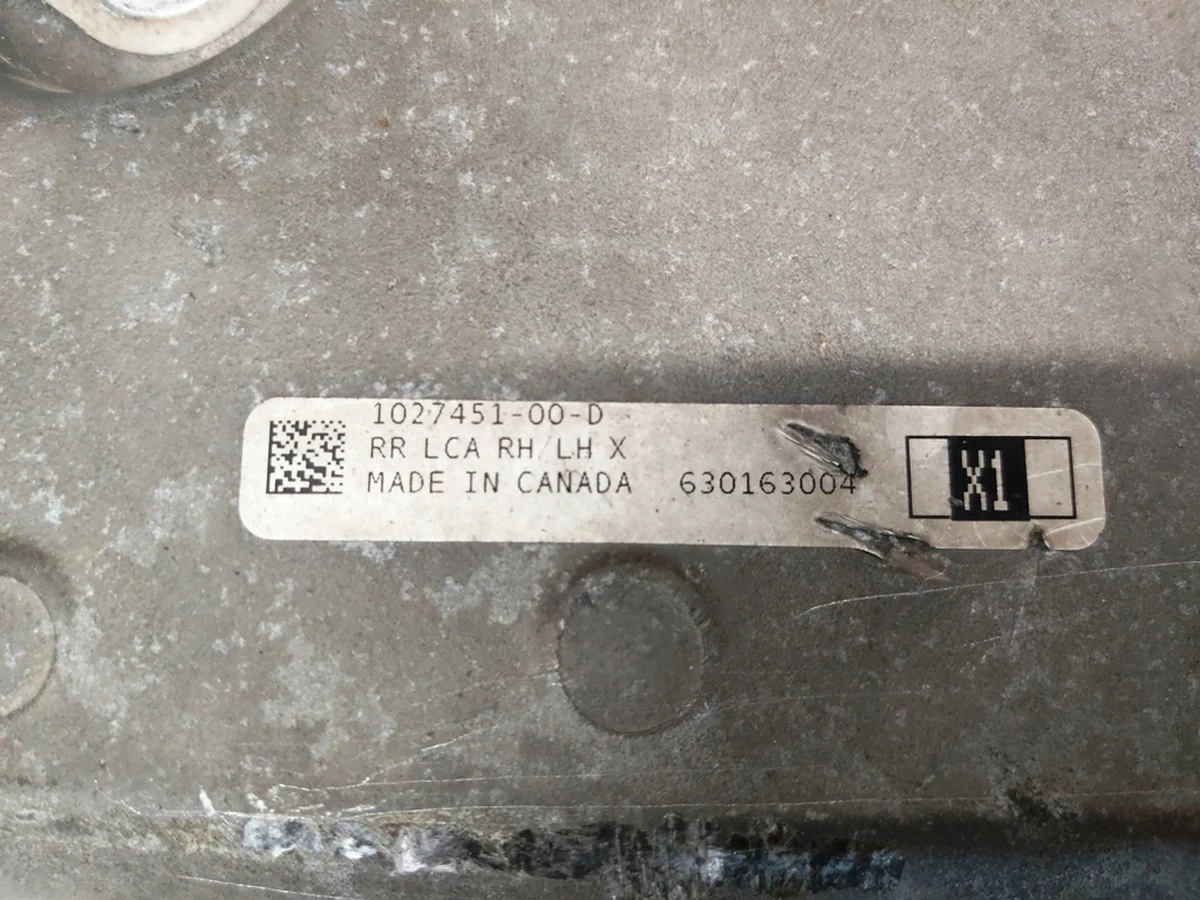 1027451-00-D
RR LCA RH/LH X
MADE IN CANADA 630163004
X1